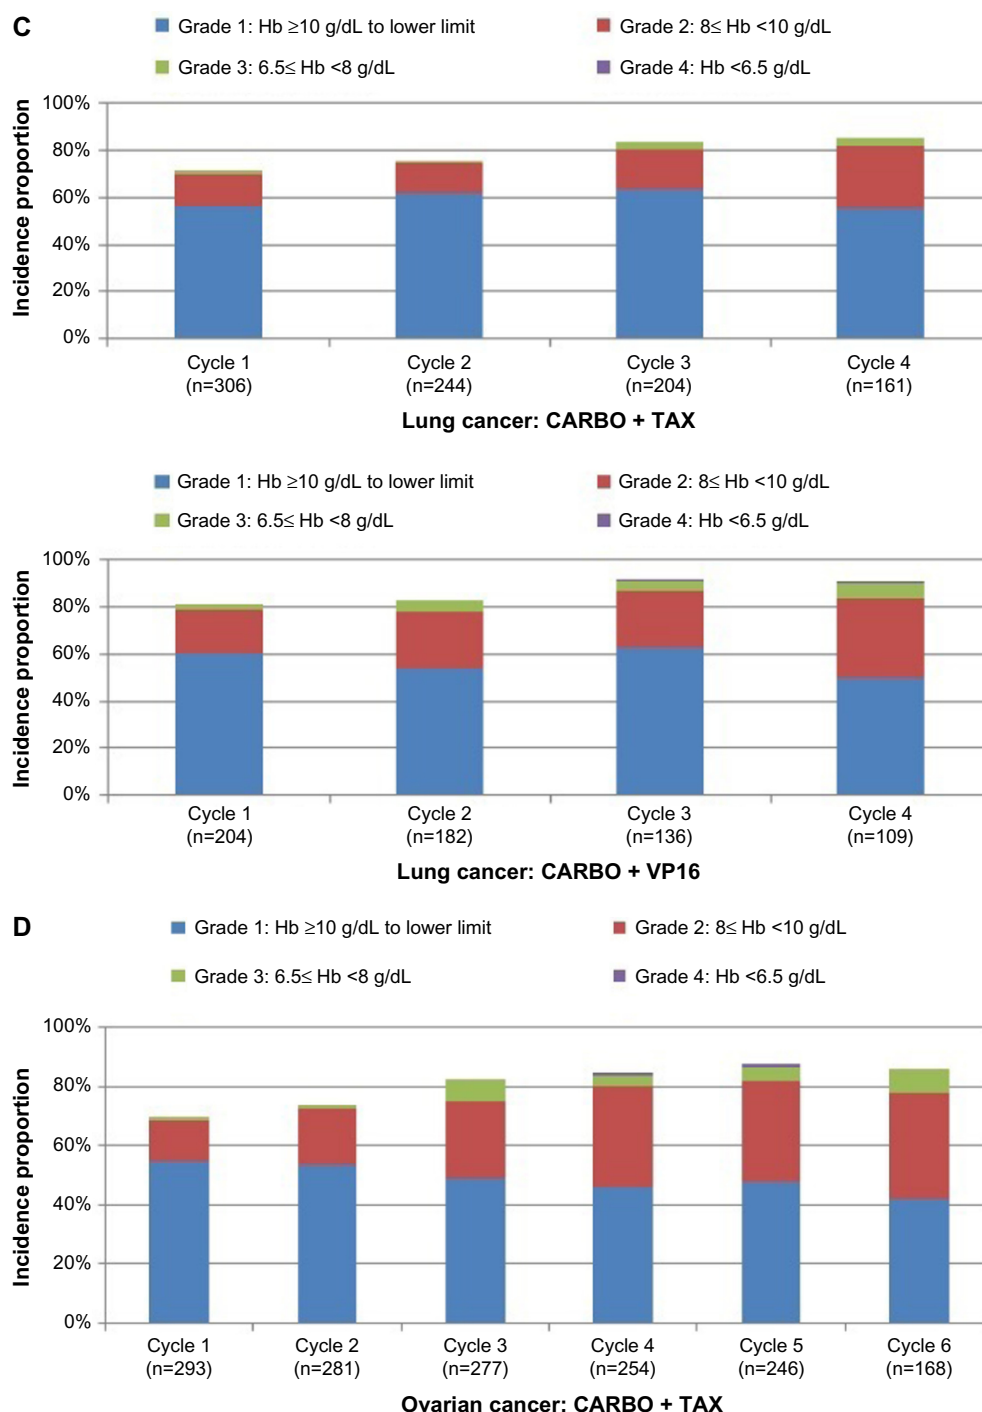 C
Grade 1: Hb ≥10 g/dL to lower limit
Grade 2: 8≤ Hb <10 g/dL
Grade 3: 6.5≤ Hb <8 g/dL
Grade 4: Hb <6.5 g/dL
Incidence proportion
100%
80%
60%
40%
20%
0%
Cycle 1 Cycle 2 Cycle 3 Cycle 4
(n=306) (n=244) (n=204) (n=161)
Lung cancer: CARBO + TAX
Grade 1: Hb ≥10 g/dL to lower limit
Grade 2: 8≤ Hb <10 g/dL
Grade 3: 6.5≤ Hb <8 g/dL
Grade 4: Hb <6.5 g/dL
Incidence proportion
100%
80%
60%
40%
20%
0%
Cycle 1 Cycle 2 Cycle 3 Cycle 4
(n=204) (n=182) (n=136) (n=109)
Lung cancer: CARBO + VP16
D
Grade 1: Hb ≥10 g/dL to lower limit
Grade 2: 8≤ Hb <10 g/dL
Grade 3: 6.5≤ Hb <8 g/dL
Grade 4: Hb <6.5 g/dL
Incidence proportion
100%
80%
60%
40%
20%
0%
Cycle 1 Cycle 2 Cycle 3 Cycle 4 Cycle 5 Cycle 6
(n=293) (n=281) (n=277) (n=254) (n=246) (n=168)
Ovarian cancer: CARBO + TAX